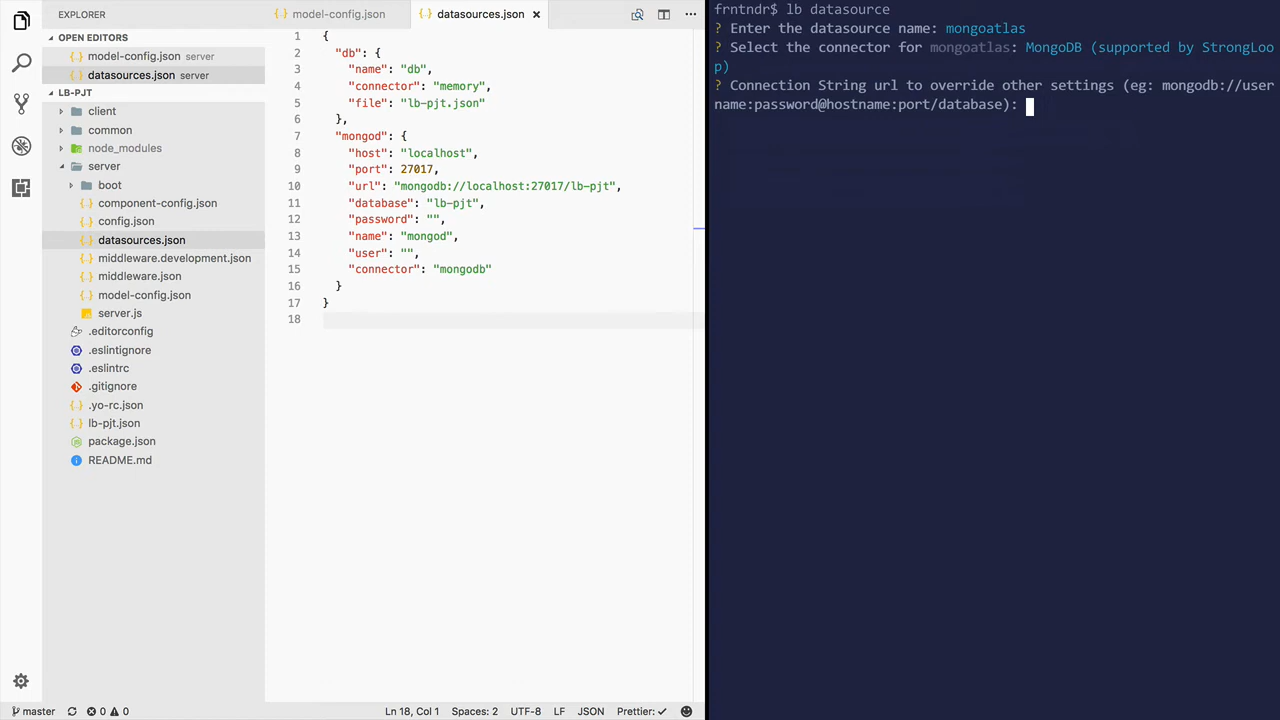 EXPLORER
OPEN EDITORS
model-config.json server
datasources.json server
LB-PJT
client
common
node_modules
server
boot
component-config.json
config.json
datasources.json
middleware.development.json
middleware.json
model-config.json
server.js
.editorconfig
.eslintignore
.eslintrc
.gitignore
.yo-rc.json
lb-pjt.json
package.json
README.md
model-config.json
datasources.json
1 {
2 "db": {
3 "name": "db",
4 "connector": "memory",
5 "file": "lb-pjt.json"
6 },
7 "mongod": {
8 "host": "localhost",
9 "port": 27017,
10 "url": "mongodb://localhost:27017/lb-pjt",
11 "database": "lb-pjt",
12 "password": "",
13 "name": "mongod",
14 "user": "",
15 "connector": "mongodb"
16 }
17 }
18
frntndr$ lb datasource
? Enter the datasource name: mongoatlas
? Select the connector for mongoatlas: MongoDB (supported by StrongLoo
p)
? Connection String url to override other settings (eg: mongodb://user
name:password@hostname:port/database):
master 0 0 Ln 18, Col 1 Spaces: 2 UTF-8 LF JSON Prettier: ✓